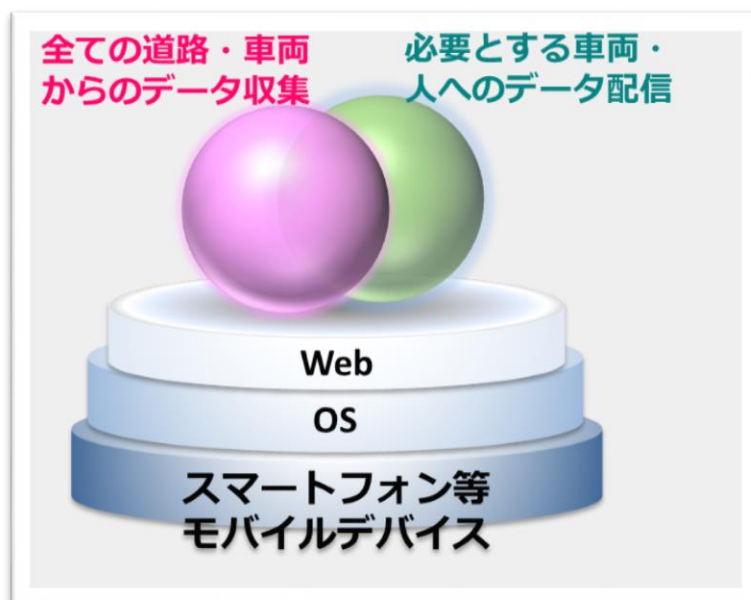 全ての道路・車両
からのデータ収集
必要とする車両・
人へのデータ配信
Web
OS
スマートフォン等
モバイルデバイス